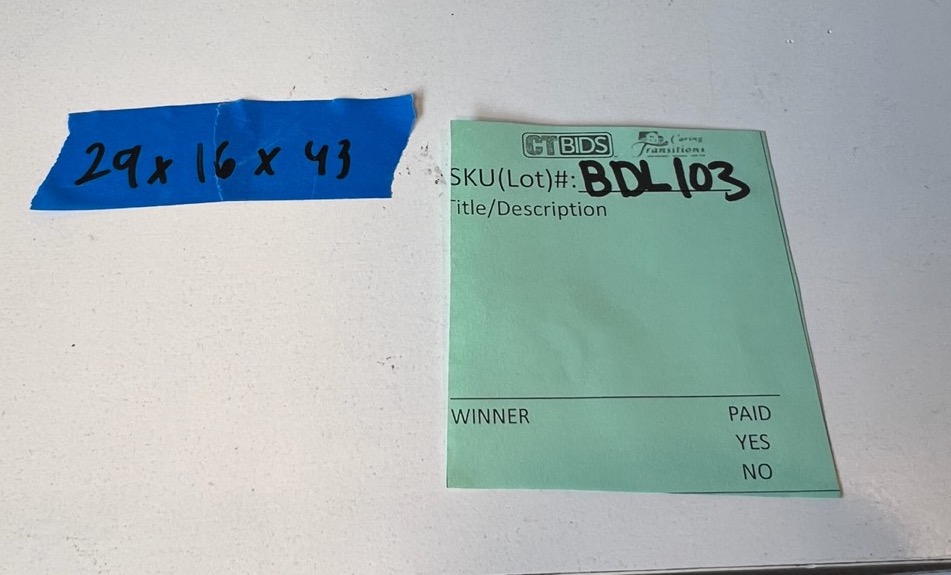 29 x 16 x 43
CTBIDS
Caring
Transitions
SKU(Lot)#: BDL103
Title/Description
WINNER PAID
YES
NO